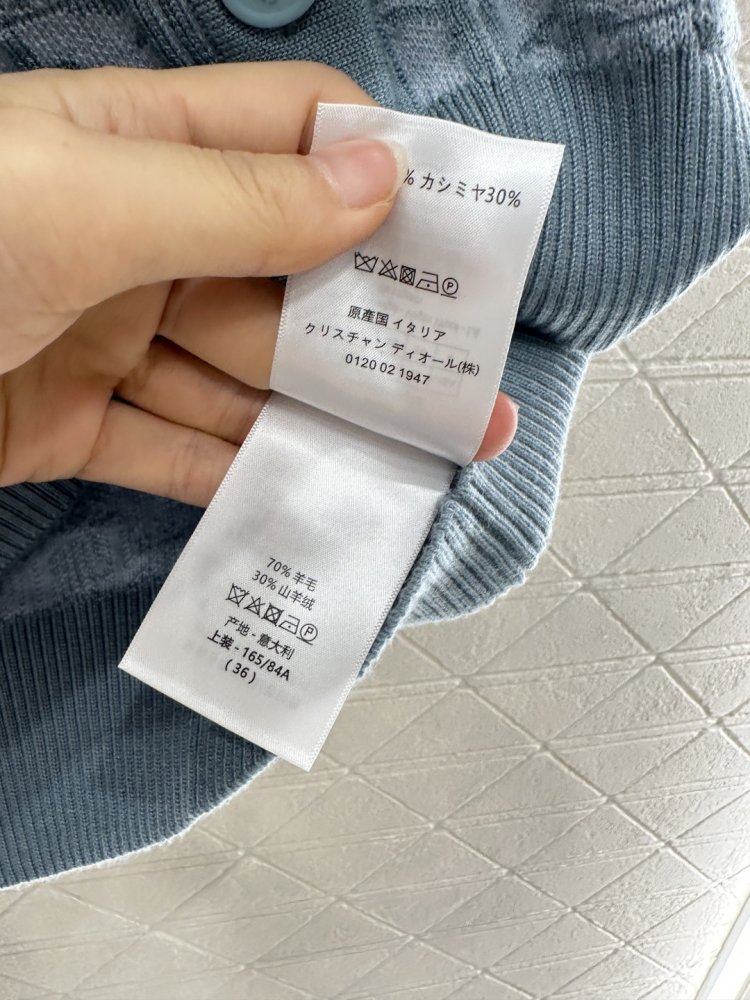 % カシミヤ30%
P
原産国 イタリア
クリスチャン ディオール(株)
0120 02 1947
70% 羊毛
30% 山羊绒
P
产地 - 意大利
上装 - 165/84A
( 36 )